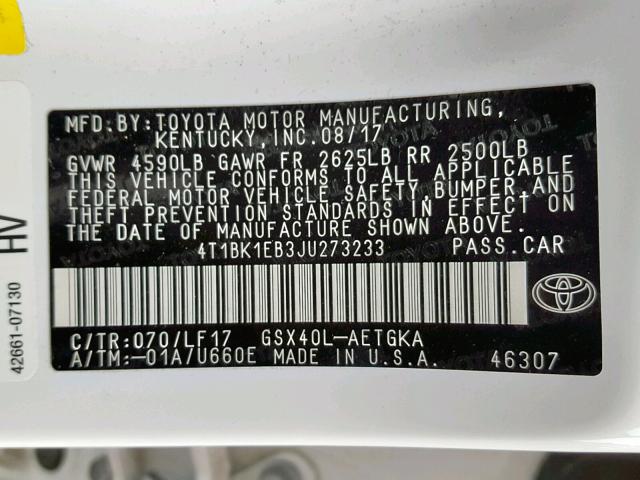 MFD.BY:TOYOTA MOTOR MANUFACTURING,
KENTUCKY,INC.08/17
GVWR 4590LB GAWR FR 2625LB RR 2500LB
THIS VEHICLE CONFORMS TO ALL APPLICABLE
FEDERAL MOTOR VEHICLE SAFETY,BUMPER,AND
THEFT PREVENTION STANDARDS IN EFFECT ON
THE DATE OF MANUFACTURE SHOWN ABOVE.
4T1BK1EB3JU273233 PASS.CAR
C/TR:070/LF17 GSX40L-AETGKA
A/TM:-01A/U660E MADE IN U.S.A. 46307
42661-07130 HV